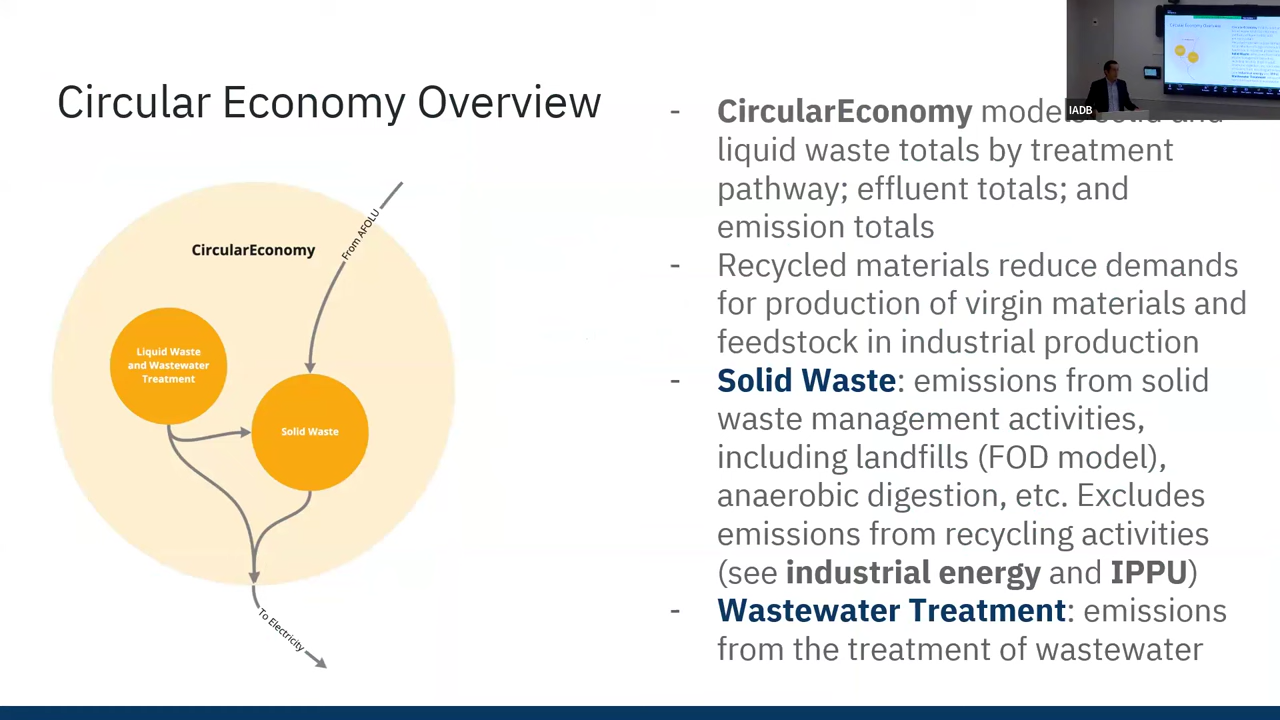 Circular Economy Overview
From AFOLU
CircularEconomy
Liquid Waste
and Wastewater
Treatment
Solid Waste
To Electricity
- CircularEconomy models solid and
liquid waste totals by treatment
pathway; effluent totals; and
emission totals
- Recycled materials reduce demands
for production of virgin materials and
feedstock in industrial production
- Solid Waste: emissions from solid
waste management activities,
including landfills (FOD model),
anaerobic digestion, etc. Excludes
emissions from recycling activities
(see industrial energy and IPPU)
- Wastewater Treatment: emissions
from the treatment of wastewater
IADB